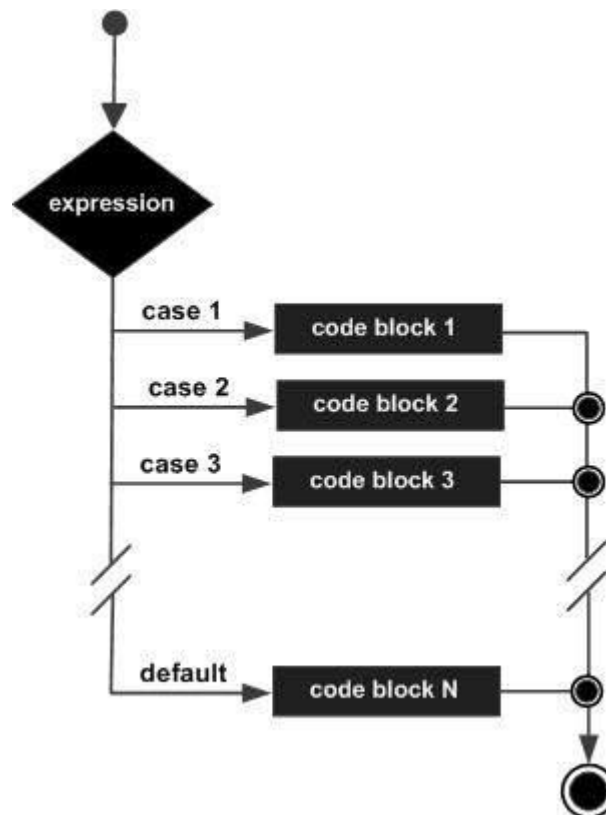 expression
case 1
code block 1
case 2
code block 2
case 3
code block 3
default
code block N